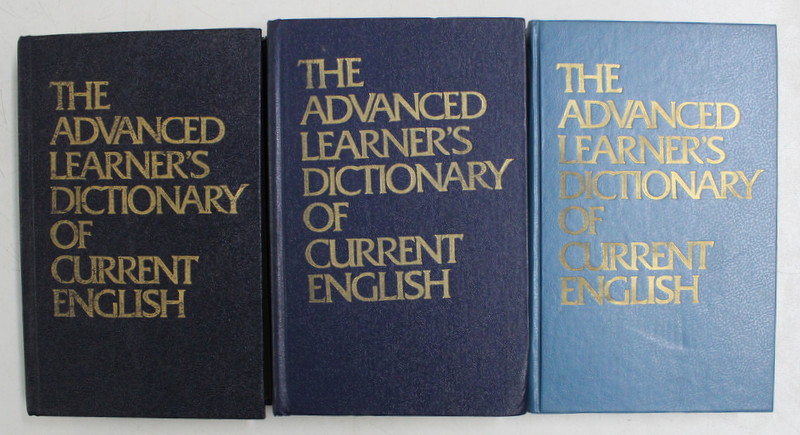 THE
ADVANCED
LEARNER'S
DICTIONARY
OF
CURRENT
ENGLISH
THE
ADVANCED
LEARNER'S
DICTIONARY
OF
CURRENT
ENGLISH
THE
ADVANCED
LEARNER'S
DICTIONARY
OF
CURRENT
ENGLISH